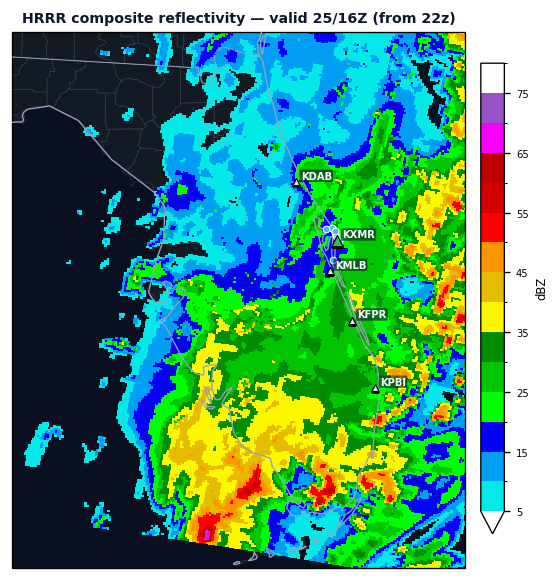 HRRR composite reflectivity — valid 25/16Z (from 22z)
KDAB
KXMR
KMLB
KFPR
KPBI
75
65
55
45
35
25
15
5
dBZ